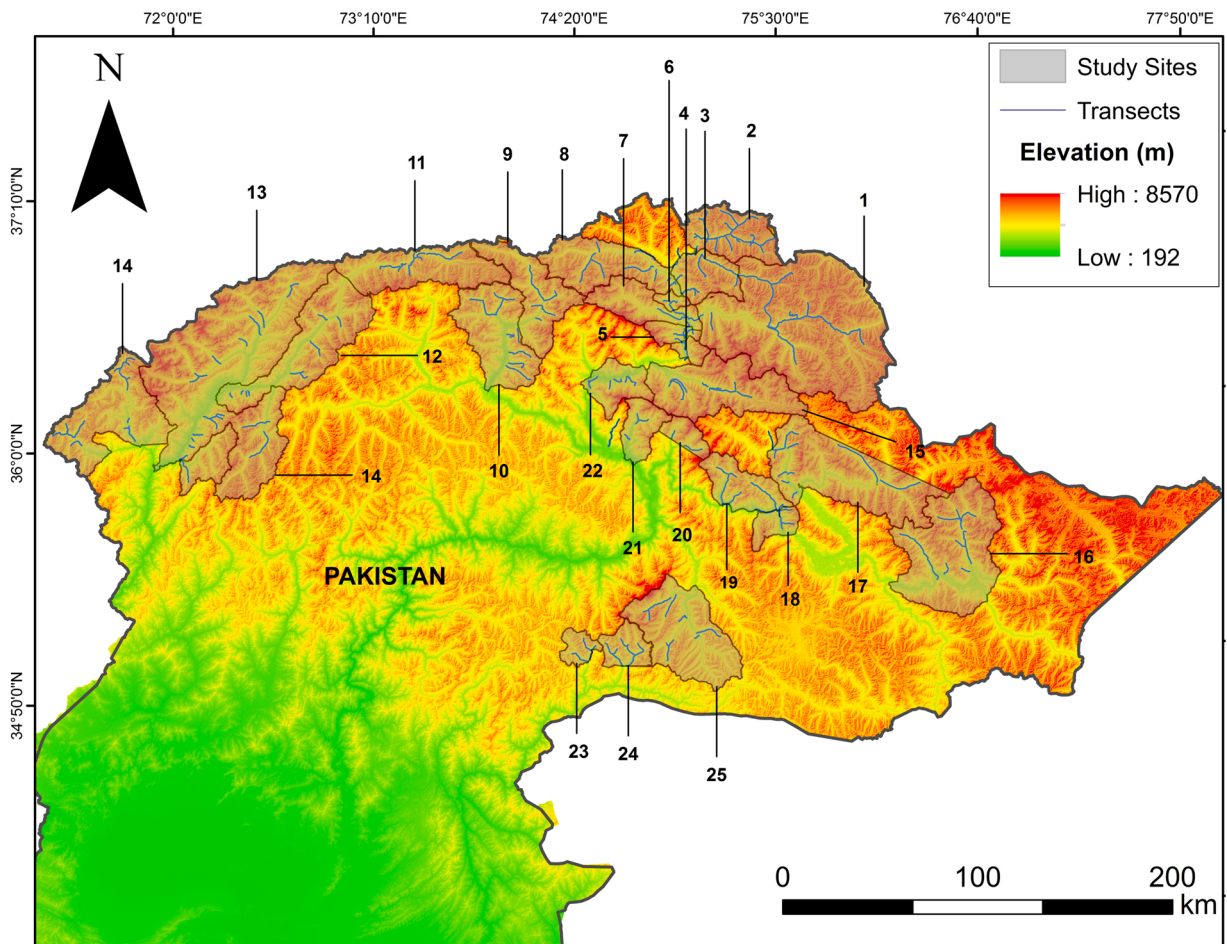 72°0'0"E 73°10'0"E 74°20'0"E 75°30'0"E 76°40'0"E 77°50'0"E
N
Study Sites
Transects
Elevation (m)
High : 8570
Low : 192
37°10'0"N
36°0'0"N
34°50'0"N
6
4
3
2
7
8
9
11
13
1
14
5
12
15
10
22
14
21
20
19
18
17
16
PAKISTAN
23
24
25
0 100 200
km